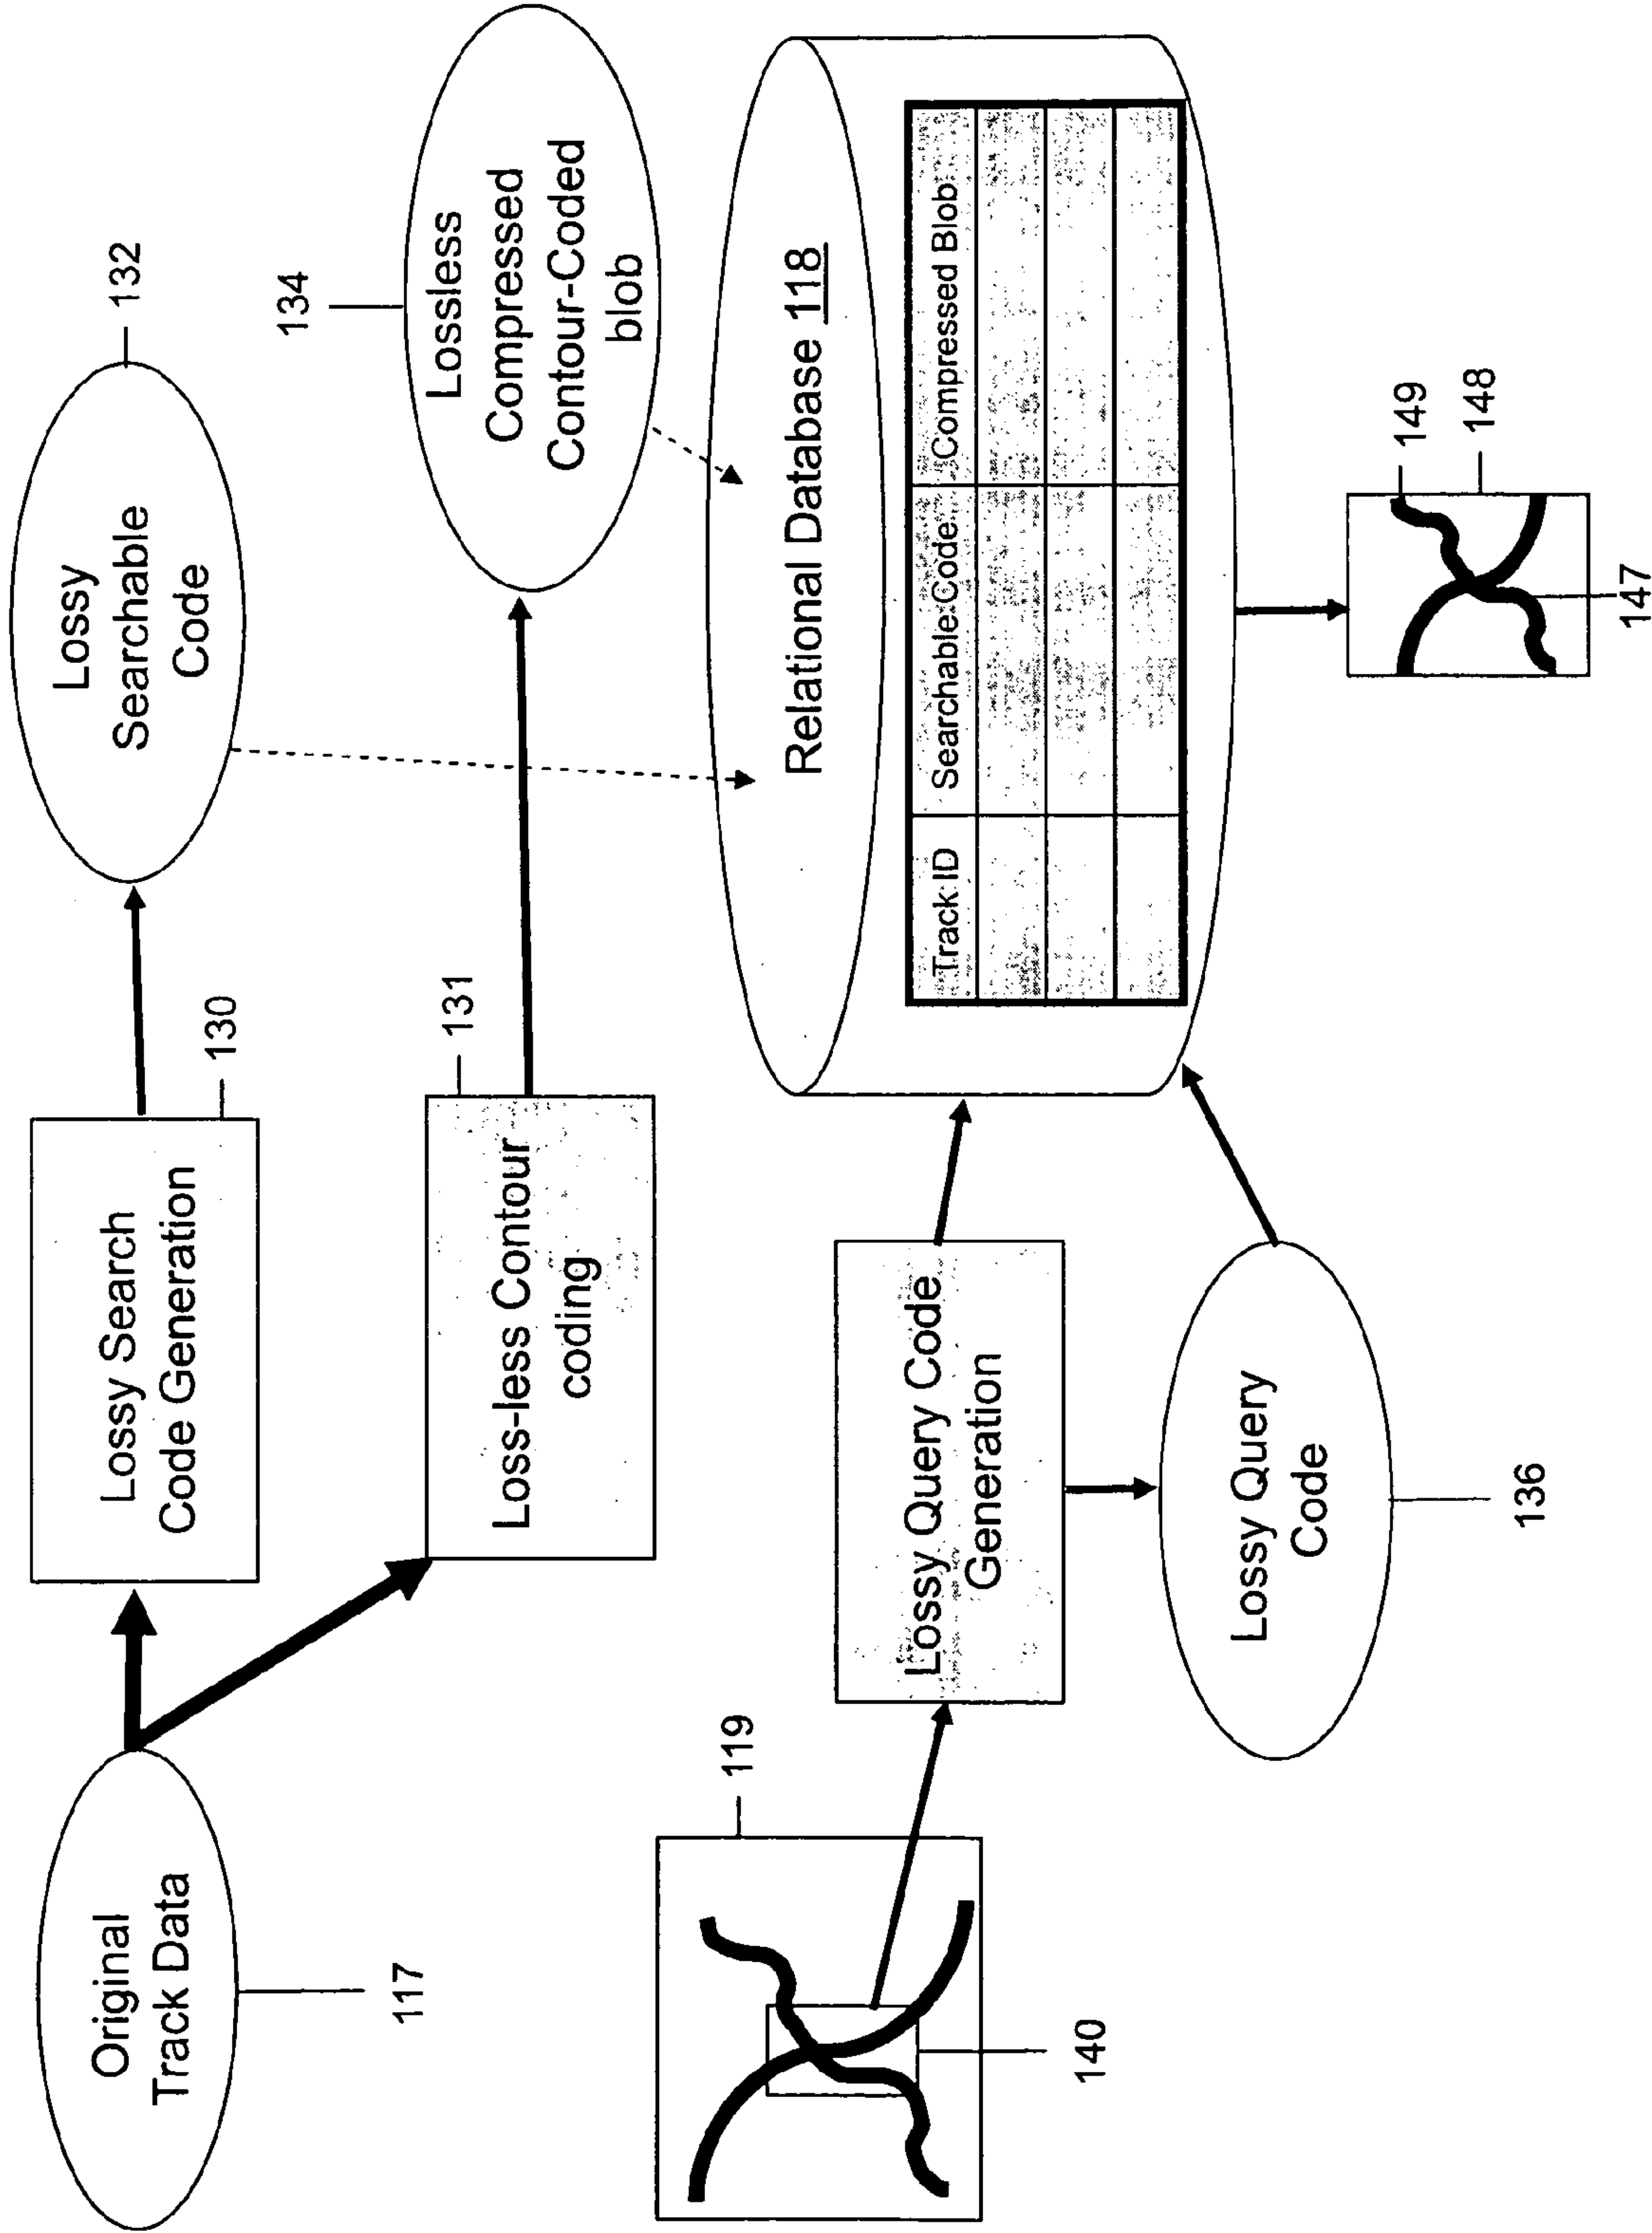 Original
Track Data
117
Lossy Search
Code Generation
130
Lossy
Searchable
Code
132
Loss-less Contour
coding
131
Lossless
Compressed
Contour-Coded
blob
134
119
140
Lossy Query Code
Generation
Lossy Query
Code
136
Relational Database 118
Track ID
Searchable Code
Compressed Blob
149
148
147